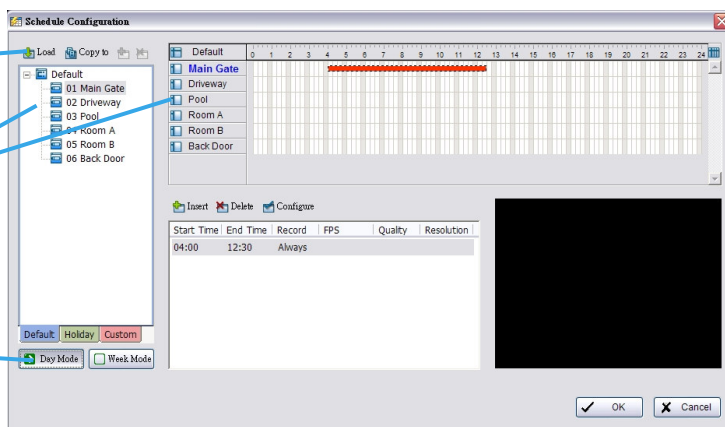 Schedule Configuration
Load Copy to
Default
01 Main Gate
02 Driveway
03 Pool
04 Room A
05 Room B
06 Back Door
Default Holiday Custom
Day Mode Week Mode
Default 0 1 2 3 4 5 6 7 8 9 10 11 12 13 14 15 16 17 18 19 20 21 22 23 24
Main Gate
Driveway
Pool
Room A
Room B
Back Door
Insert Delete Configure
Start Time End Time Record FPS Quality Resolution
04:00 12:30 Always
OK Cancel